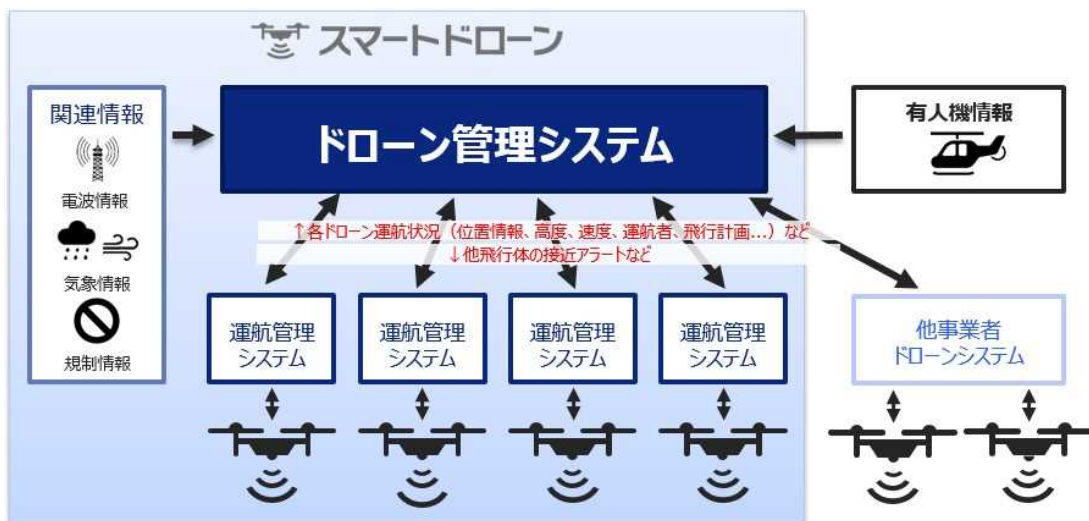 スマートドローン
関連情報
電波情報
気象情報
規制情報
ドローン管理システム
有人機情報
↑各ドローン運航状況（位置情報、高度、速度、運航者、飛行計画...）など
↓他飛行体の接近アラートなど
運航管理
システム
運航管理
システム
運航管理
システム
運航管理
システム
他事業者
ドローンシステム